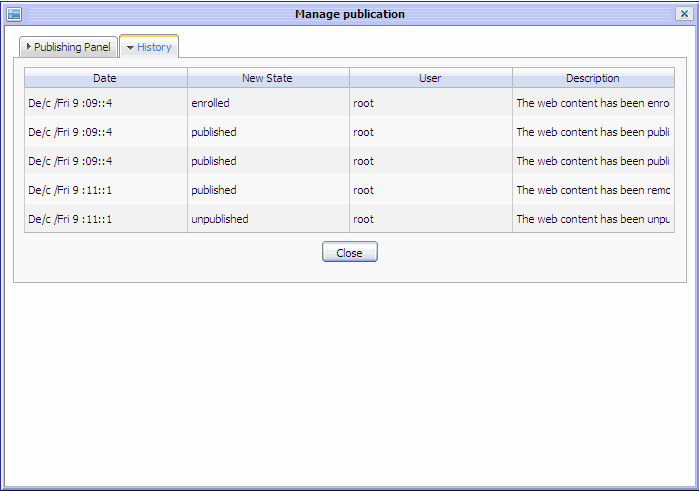 Manage publication
Publishing Panel History
Date New State User Description
De/c /Fri 9 :09::4 enrolled root The web content has been enro
De/c /Fri 9 :09::4 published root The web content has been publi
De/c /Fri 9 :09::4 published root The web content has been publi
De/c /Fri 9 :11::1 published root The web content has been remo
De/c /Fri 9 :11::1 unpublished root The web content has been unpu
Close